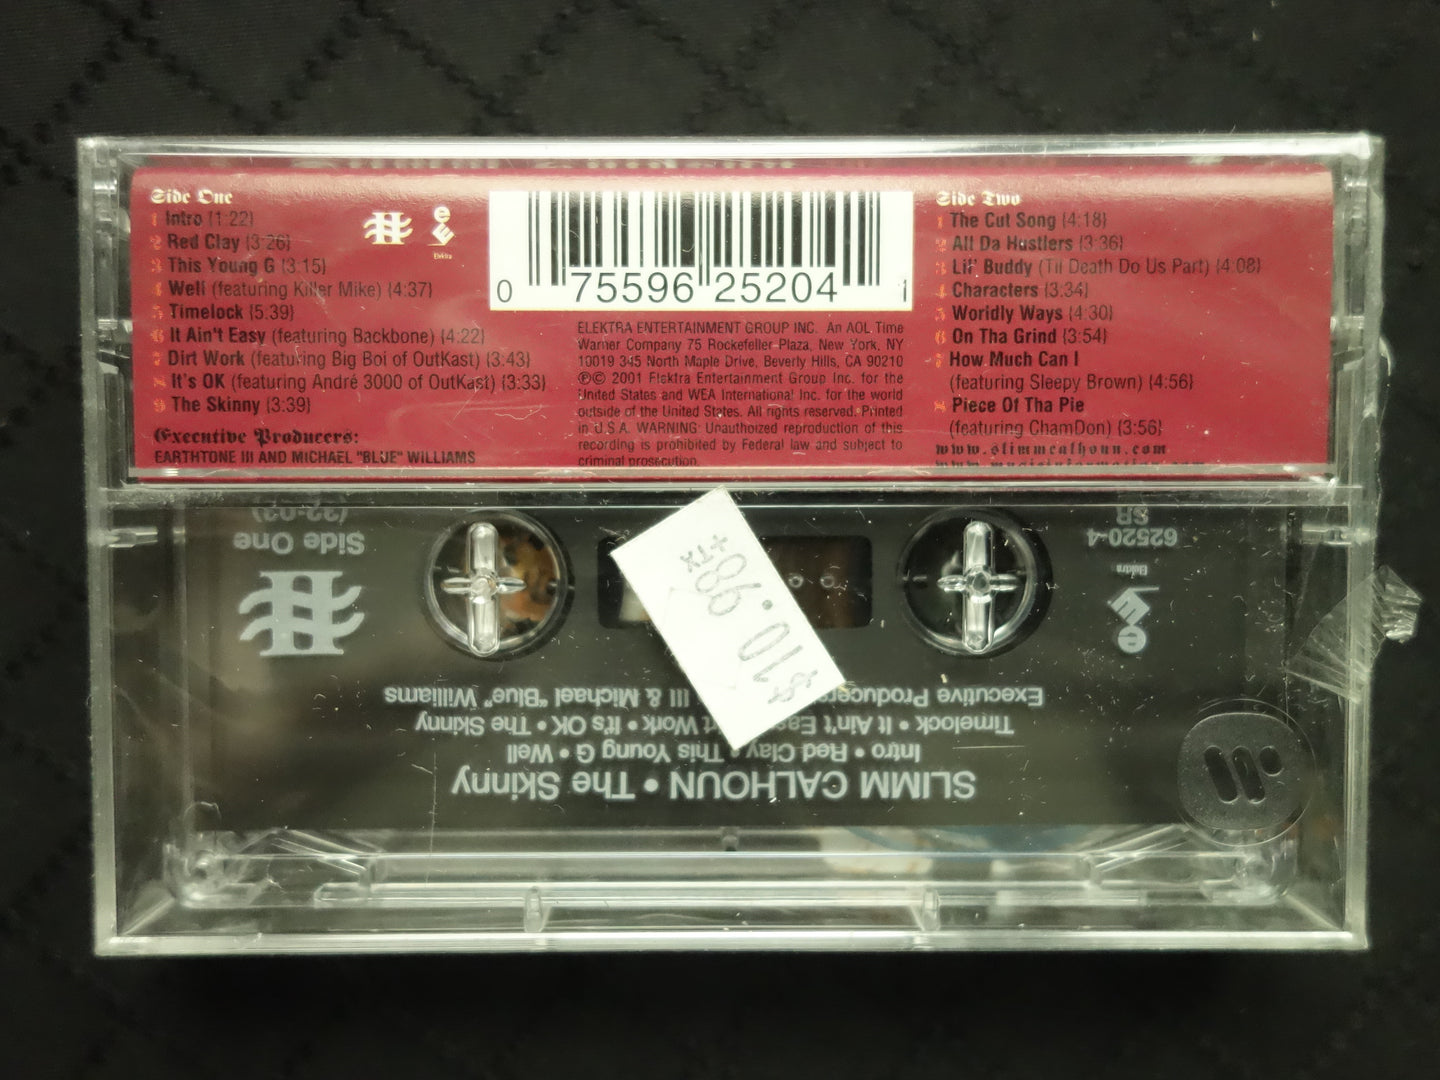 Side One
1 Intro {1:22}
2 Red Clay {3:26}
3 This Young G {3:15}
4 Well (featuring Killer Mike) {4:37}
5 Timelock {5:39}
6 It Ain't Easy (featuring Backbone) {4:22}
7 Dirt Work (featuring Big Boi of OutKast) {3:43}
8 It's OK (featuring André 3000 of OutKast) {3:33}
9 The Skinny {3:39}
Executive Producers:
EARTHTONE III AND MICHAEL "BLUE" WILLIAMS
Elektra
0 75596 25204 1
ELEKTRA ENTERTAINMENT GROUP INC. An AOL Time
Warner Company 75 Rockefeller Plaza, New York, NY
10019 345 North Maple Drive, Beverly Hills, CA 90210
℗© 2001 Elektra Entertainment Group Inc. for the
United States and WEA International Inc. for the world
outside of the United States. All rights reserved. Printed
in U.S.A. WARNING: Unauthoized reproduction of this
recording is prohibited by Federal law and subject to
criminal prosecution.
Side Two
1 The Cut Song {4:18}
2 All Da Hustlers {3:36}
3 Lil' Buddy (Til Death Do Us Part) {4:08}
4 Characters {3:34}
5 Worldly Ways {4:30}
6 On Tha Grind {3:54}
7 How Much Can I
(featuring Sleepy Brown) {4:56}
8 Piece Of Tha Pie
(featuring ChamDon) {3:56}
www.slimmcalhoun.com
$10.98
+TX
SLIMM CALHOUN • The Skinny
Intro • Red Clay • This Young G • Well
Timelock • It Ain't Eas Work • It's OK • The Skinny
Executive Producers III & Michael "Blue" Williams
Elektra
62520-4
SR
Side One
(32:03)